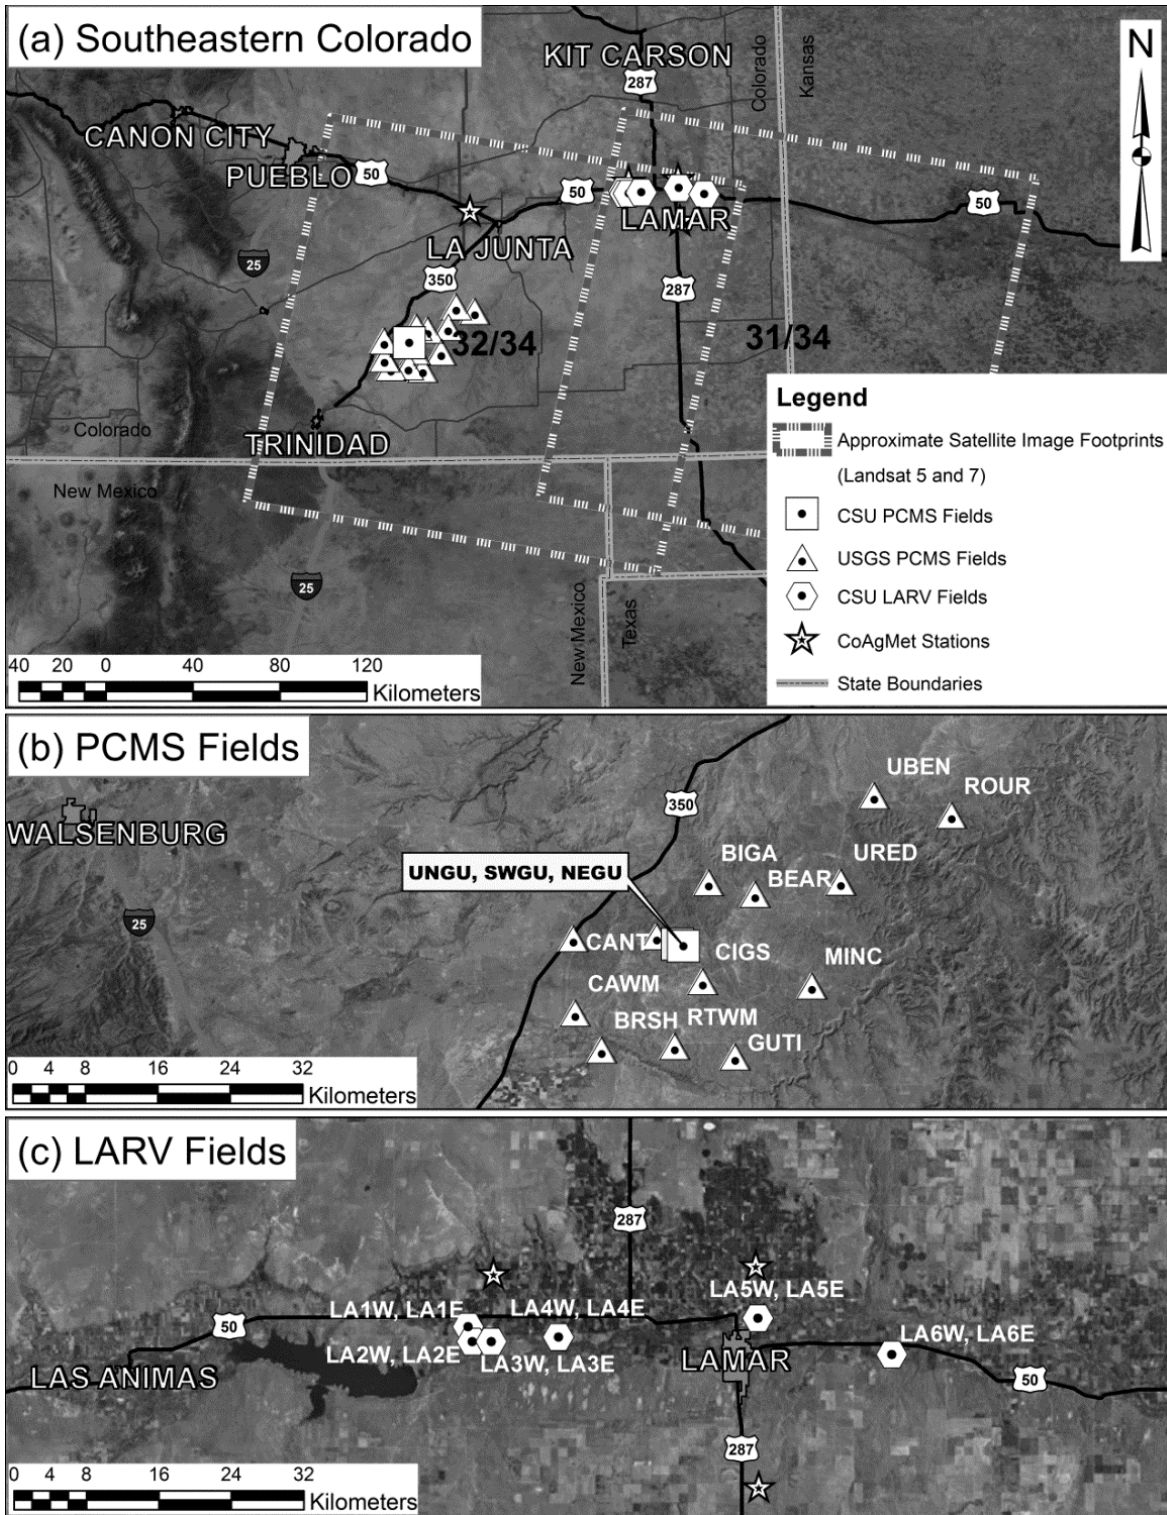 (a) Southeastern Colorado
KIT CARSON
287
Colorado
Kansas
N
CANON CITY
PUEBLO
50
50
LAMAR
50
LA JUNTA
25
350
287
32/34
31/34
TRINIDAD
Colorado
New Mexico
25
New Mexico
Texas
Legend
Approximate Satellite Image Footprints
(Landsat 5 and 7)
CSU PCMS Fields
USGS PCMS Fields
CSU LARV Fields
CoAgMet Stations
State Boundaries
40 20 0 40 80 120
Kilometers
(b) PCMS Fields
UBEN
ROUR
350
WALSENBURG
UNGU, SWGU, NEGU
BIGA
URED
BEAR
25
CANT
CIGS
MINC
CAWM
BRSH
RTWM
GUTI
0 4 8 16 24 32
Kilometers
(c) LARV Fields
287
LA1W, LA1E
LA4W, LA4E
LA5W, LA5E
50
LA2W, LA2E
LA3W, LA3E
LAMAR
LA6W, LA6E
LAS ANIMAS
50
287
0 4 8 16 24 32
Kilometers